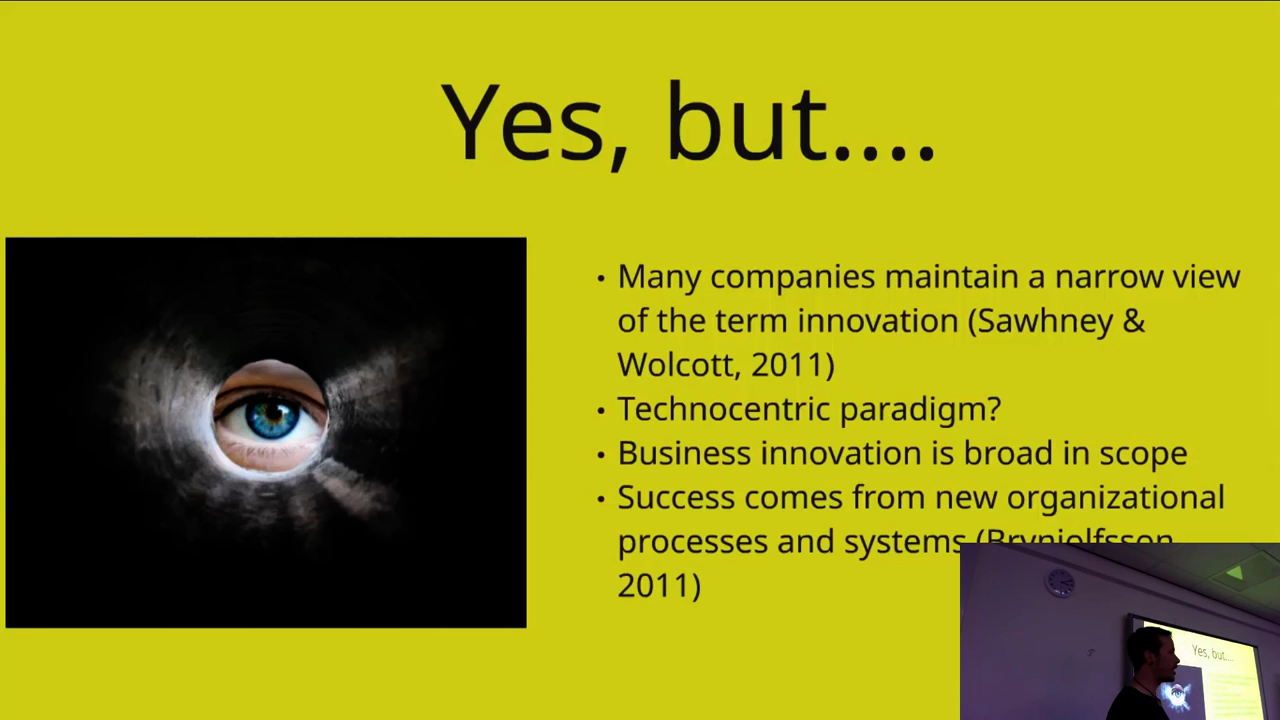 Yes, but....
• Many companies maintain a narrow view
of the term innovation (Sawhney &
Wolcott, 2011)
• Technocentric paradigm?
• Business innovation is broad in scope
• Success comes from new organizational
processes and systems (Brynjolfsson
2011)
Yes, but....